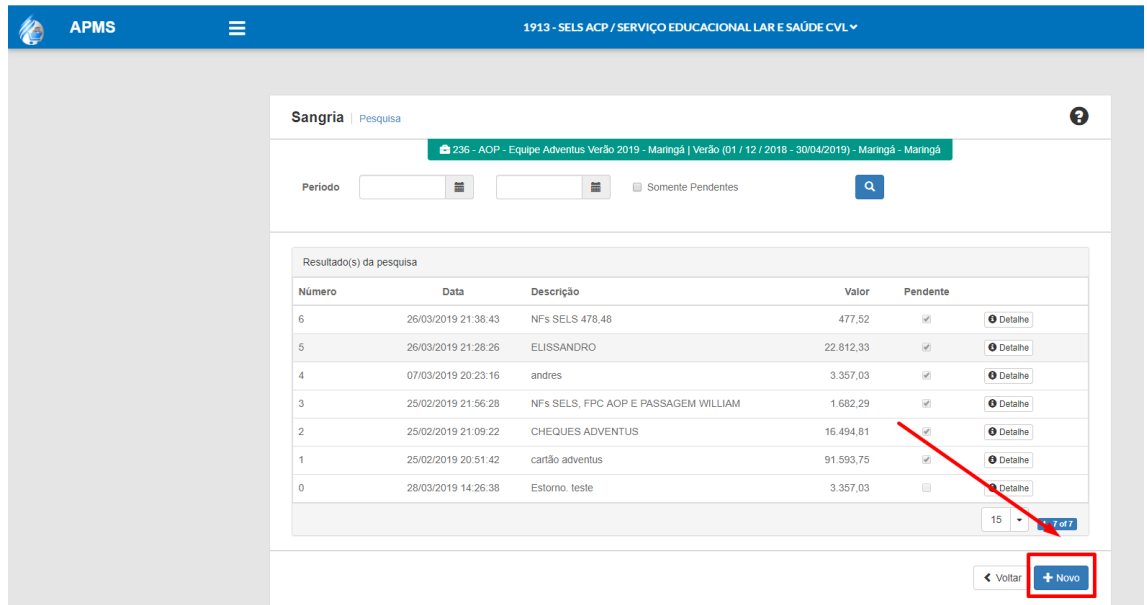 APMS 1913 - SELS ACP / SERVIÇO EDUCACIONAL LAR E SAÚDE CVL
Sangria | Pesquisa
236 - AOP - Equipe Adventus Verão 2019 - Maringá | Verão (01 / 12 / 2018 - 30/04/2019) - Maringá - Maringá
Período Somente Pendentes
Resultado(s) da pesquisa
Número Data Descrição Valor Pendente
6 26/03/2019 21:38:43 NFs SELS 478,48 477,52 Detalhe
5 26/03/2019 21:28:26 ELISSANDRO 22.812,33 Detalhe
4 07/03/2019 20:23:16 andres 3.357,03 Detalhe
3 25/02/2019 21:56:28 NFs SELS, FPC AOP E PASSAGEM WILLIAM 1.682,29 Detalhe
2 25/02/2019 21:09:22 CHEQUES ADVENTUS 16.494,81 Detalhe
1 25/02/2019 20:51:42 cartão adventus 91.593,75 Detalhe
0 28/03/2019 14:26:38 Estorno. teste 3.357,03 Detalhe
15 7 of 7
Voltar + Novo